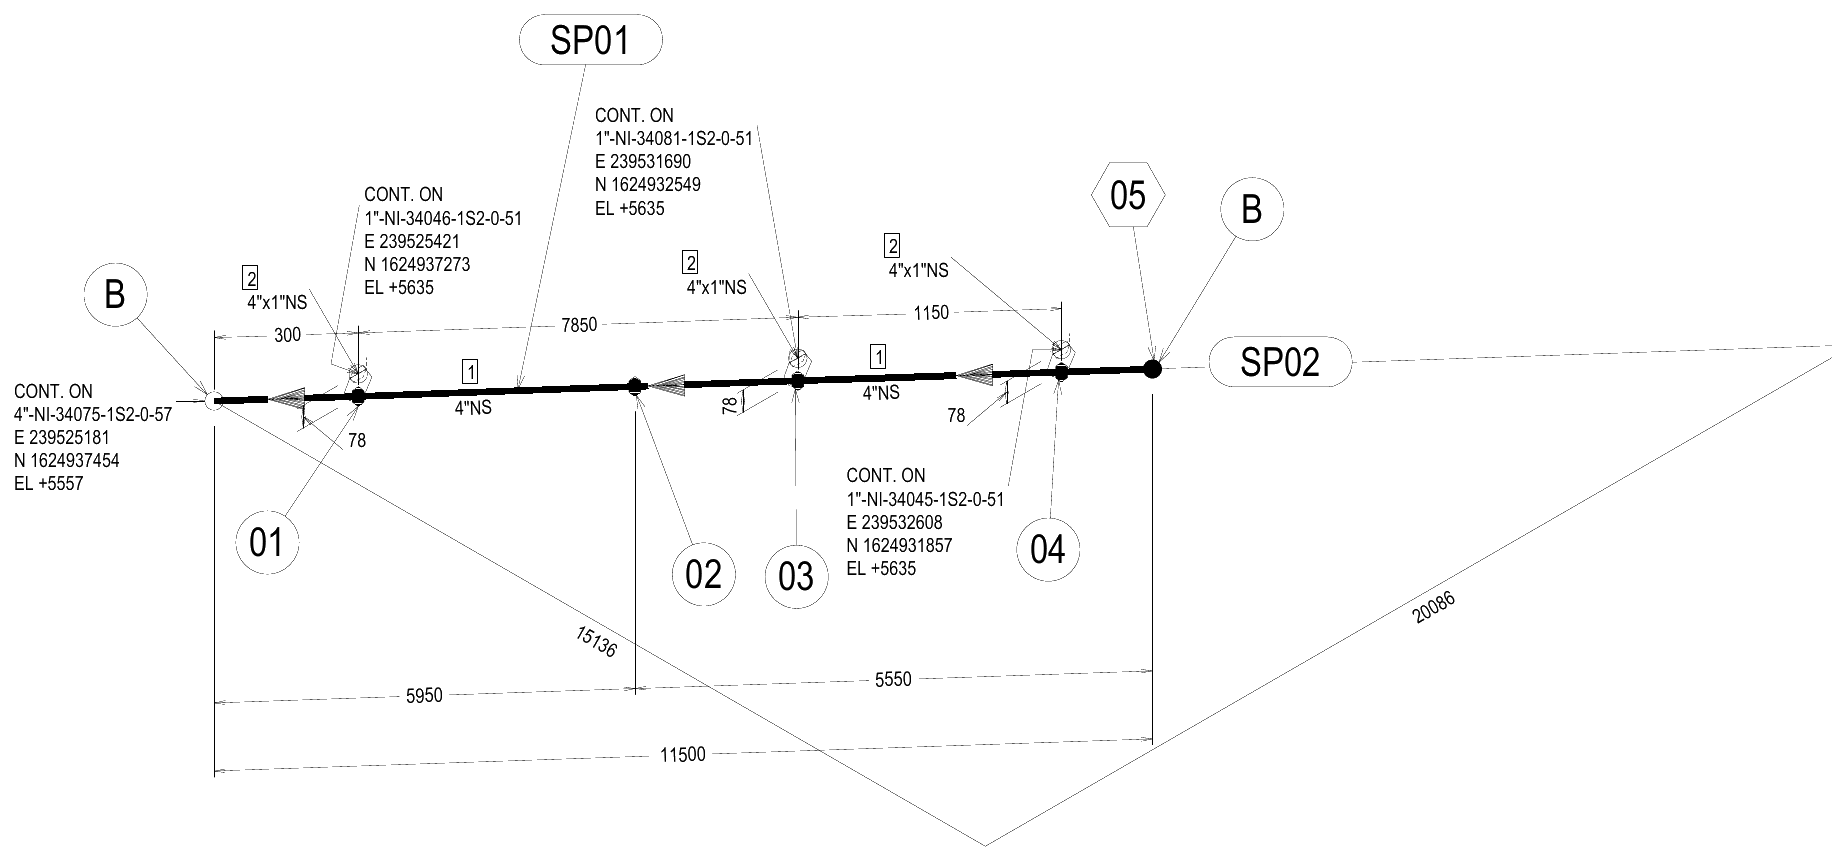 SP01
CONT. ON
1"-NI-34081-1S2-0-51
E 239531690
N 1624932549
EL +5635
CONT. ON
1"-NI-34046-1S2-0-51
E 239525421
N 1624937273
EL +5635
05
B
2
4"x1"NS
2
4"x1"NS
2
4"x1"NS
B
300
7850
1150
SP02
1
4"NS
1
4"NS
CONT. ON
4"-NI-34075-1S2-0-57
E 239525181
N 1624937454
EL +5557
78
78
78
CONT. ON
1"-NI-34045-1S2-0-51
E 239532608
N 1624931857
EL +5635
01
02
03
04
15136
20086
5950
5550
11500